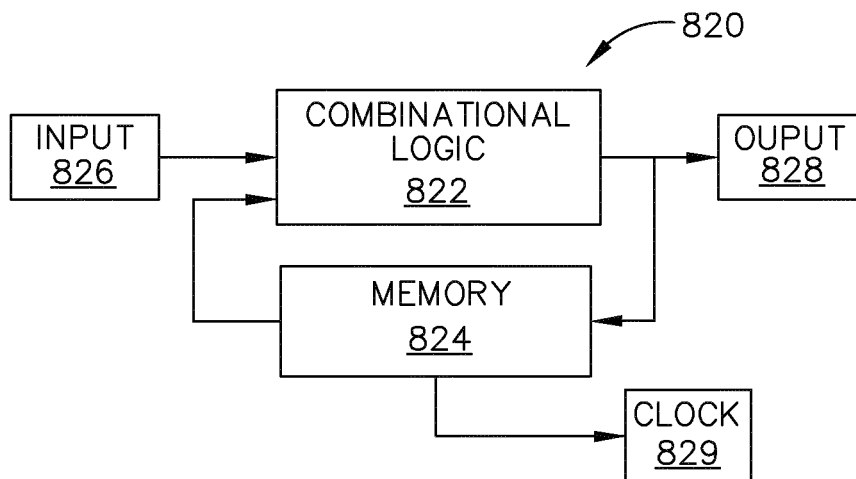 820
COMBINATIONAL
LOGIC
822
INPUT
826
OUPUT
828
MEMORY
824
CLOCK
829